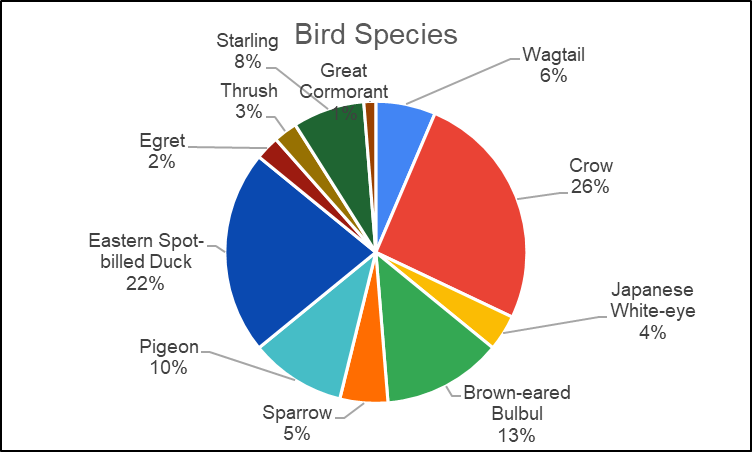 Bird Species
Wagtail
6%
Crow
26%
Japanese
White-eye
4%
Brown-eared
Bulbul
13%
Sparrow
5%
Pigeon
10%
Eastern Spot-
billed Duck
22%
Egret
2%
Thrush
3%
Starling
8%
Great
Cormorant
1%